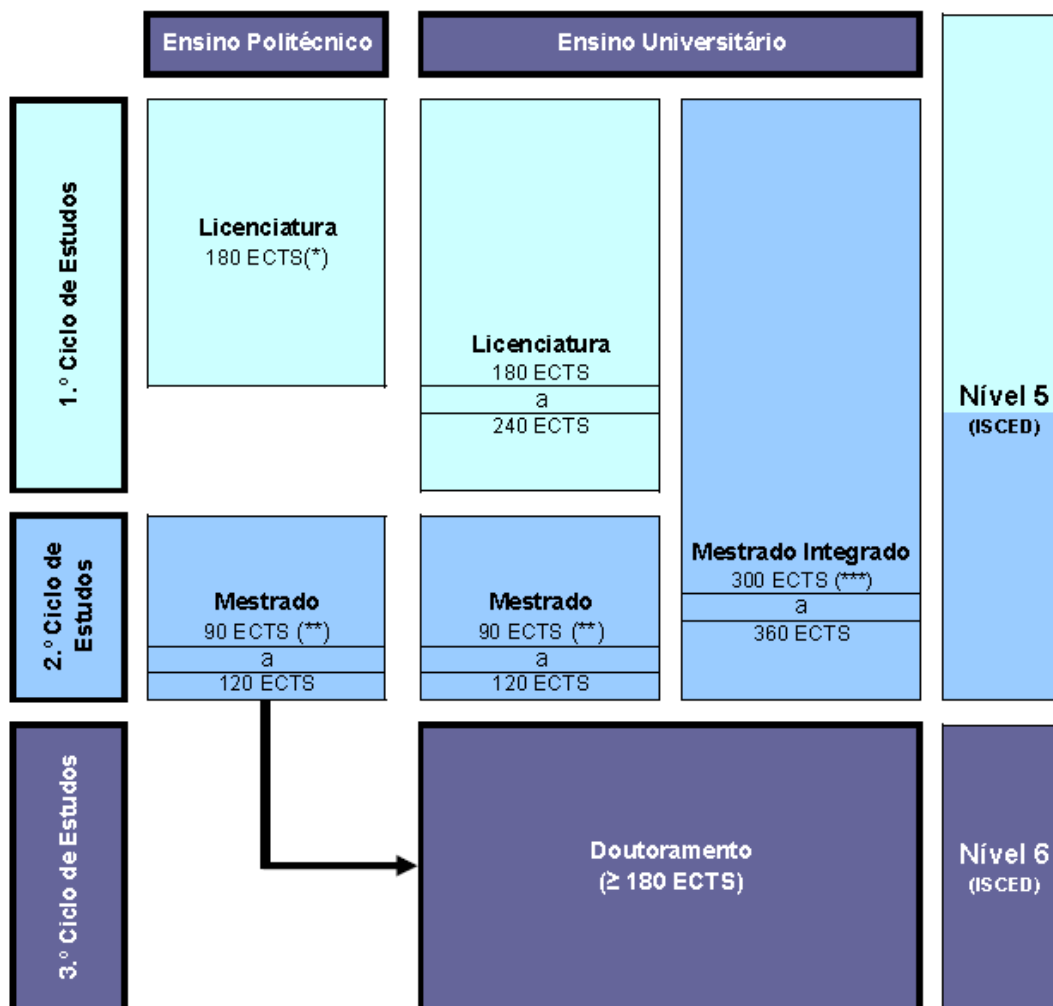 Ensino Politécnico
Ensino Universitário
1.º Ciclo de Estudos
Licenciatura
180 ECTS(*)
Licenciatura
180 ECTS
a
240 ECTS
Nível 5
(ISCED)
2.º Ciclo de
Estudos
Mestrado
90 ECTS (**)
a
120 ECTS
Mestrado
90 ECTS (**)
a
120 ECTS
Mestrado Integrado
300 ECTS (***)
a
360 ECTS
3.º Ciclo de Estudos
Doutoramento
(≥ 180 ECTS)
Nível 6
(ISCED)